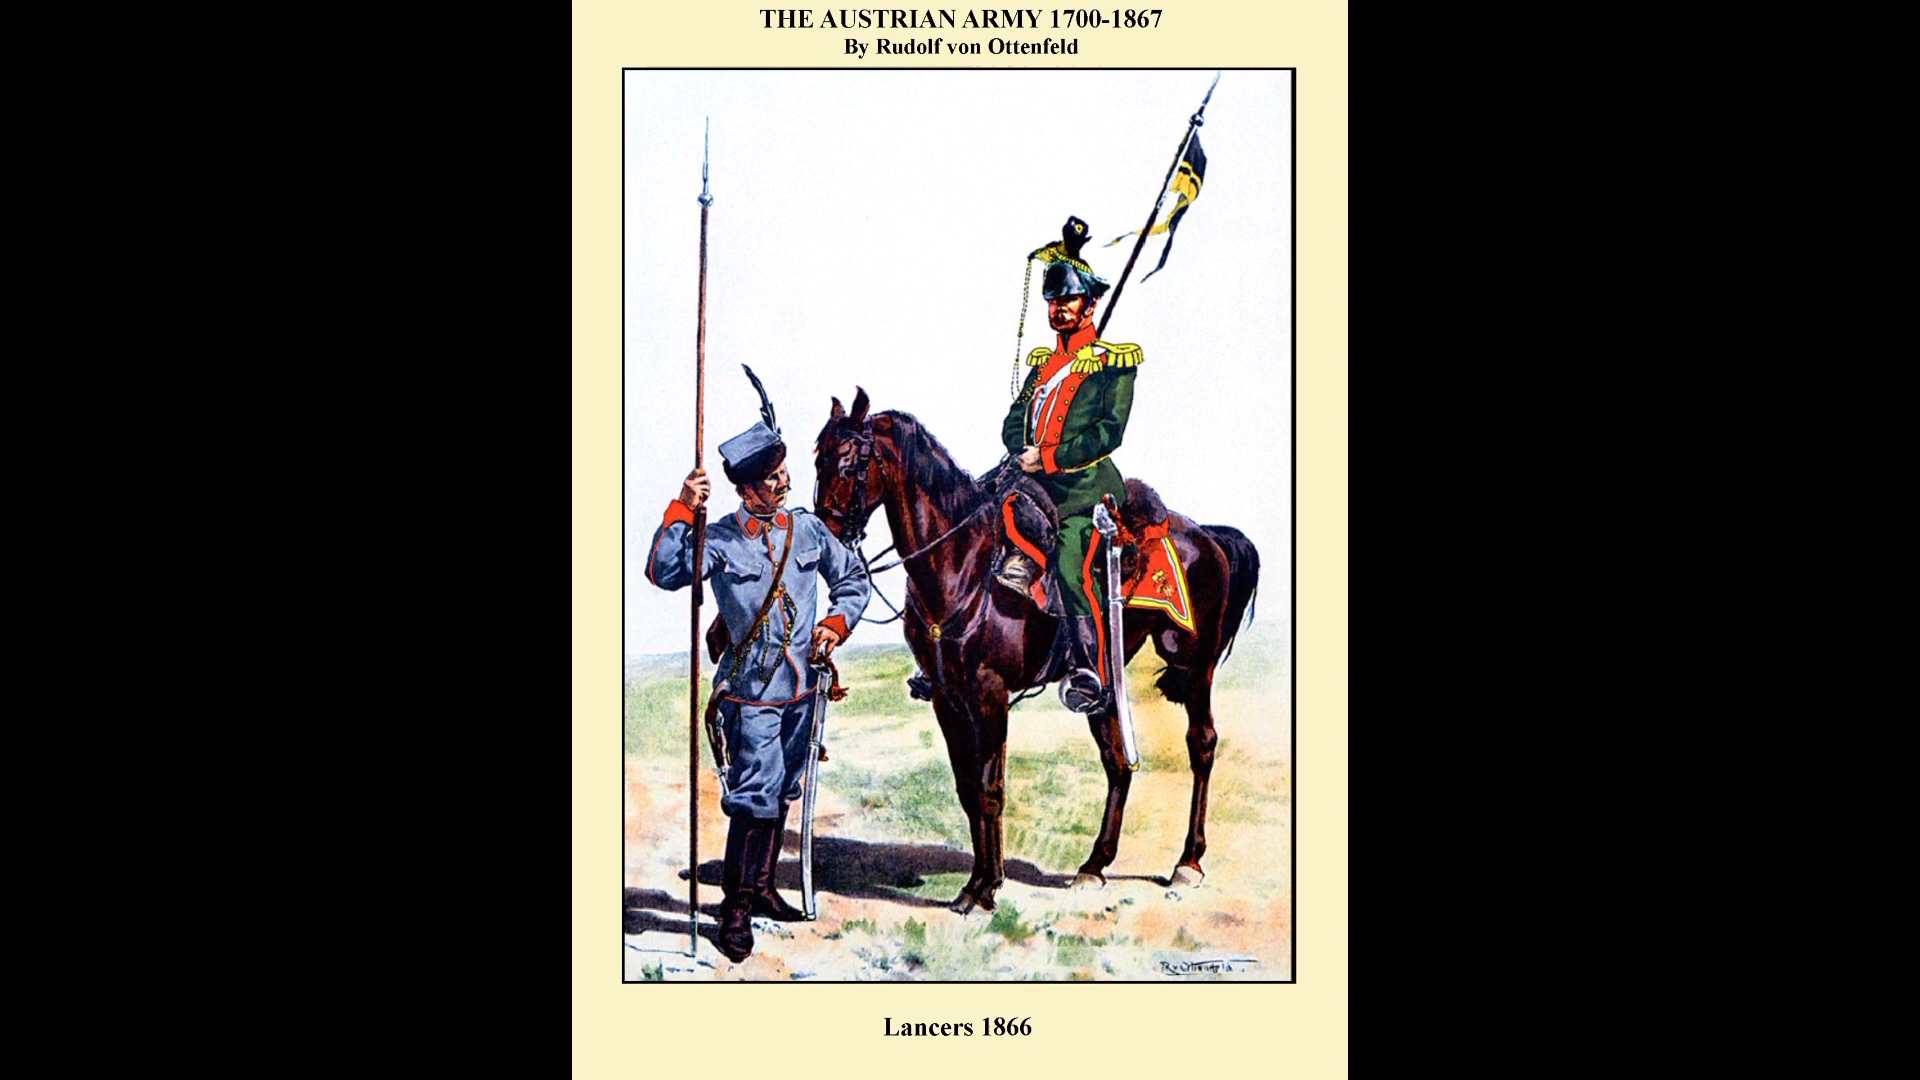 THE AUSTRIAN ARMY 1700-1867
By Rudolf von Ottenfeld
Lancers 1866